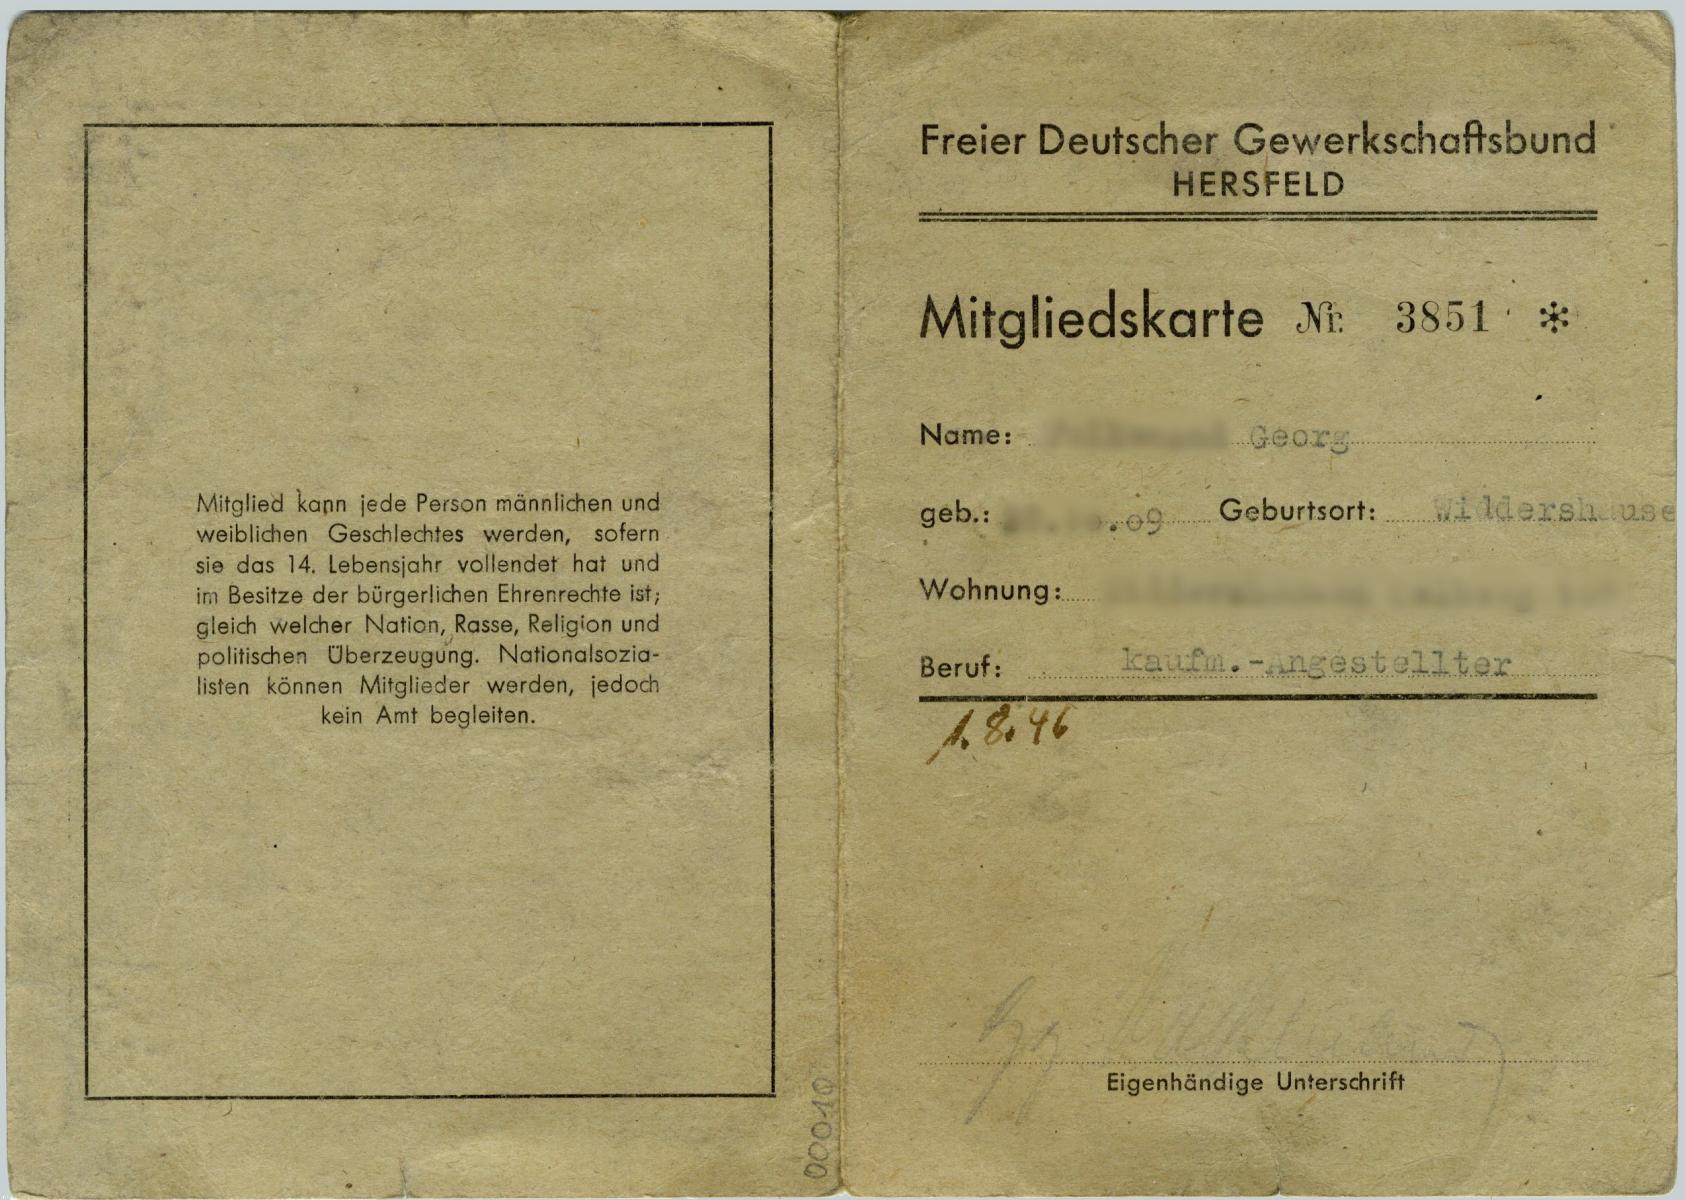 Mitglied kann jede Person männlichen und
weiblichen Geschlechtes werden, sofern
sie das 14. Lebensjahr vollendet hat und
im Besitze der bürgerlichen Ehrenrechte ist;
gleich welcher Nation, Rasse, Religion und
politischen Überzeugung. Nationalsozia-
listen können Mitglieder werden, jedoch
kein Amt begleiten.
000010
Freier Deutscher Gewerkschaftsbund
HERSFELD
Mitgliedskarte Nr. 3851 *
Name: Georg
geb.: .09 Geburtsort: Widdershause
Wohnung:
Beruf: kaufm.-Angestellter
1.8.46
Eigenhändige Unterschrift